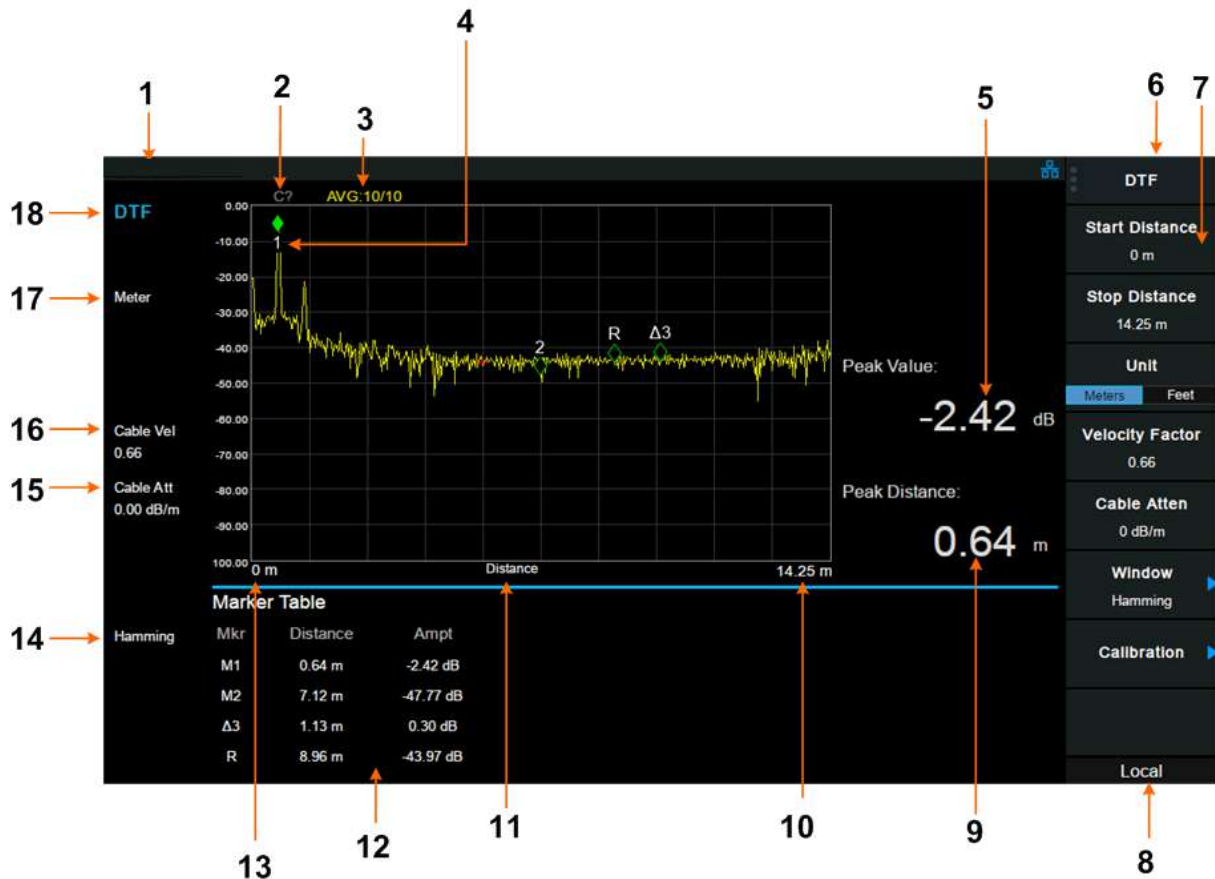 4
1
2
3
5
6
7
C?
AVG:10/10
18
DTF
0.00
-10.00
1
-20.00
17
Meter
-30.00
-40.00
2
R
Δ3
-50.00
-60.00
16
Cable Vel
0.66
-70.00
15
Cable Att
0.00 dB/m
-80.00
-90.00
100.00
0 m
Distance
14.25 m
Peak Value:
-2.42 dB
Peak Distance:
0.64 m
DTF
Start Distance
0 m
Stop Distance
14.25 m
Unit
Meters Feet
Velocity Factor
0.66
Cable Atten
0 dB/m
Window
Hamming
Calibration
Local
14
Hamming
Marker Table
Mkr Distance Ampt
M1 0.64 m -2.42 dB
M2 7.12 m -47.77 dB
Δ3 1.13 m 0.30 dB
R 8.96 m -43.97 dB
13
12
11
10
9
8